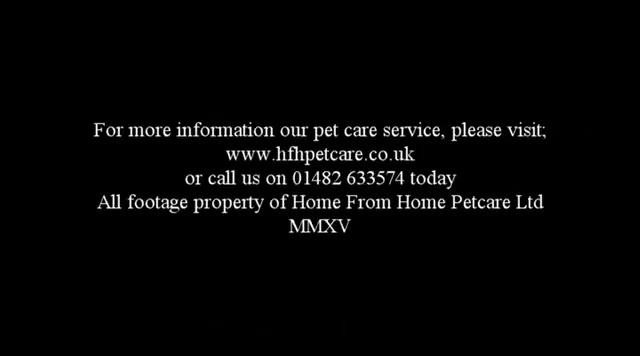 For more information our pet care service, please visit;
www.hfhpetcare.co.uk
or call us on 01482 633574 today
All footage property of Home From Home Petcare Ltd
MMXV